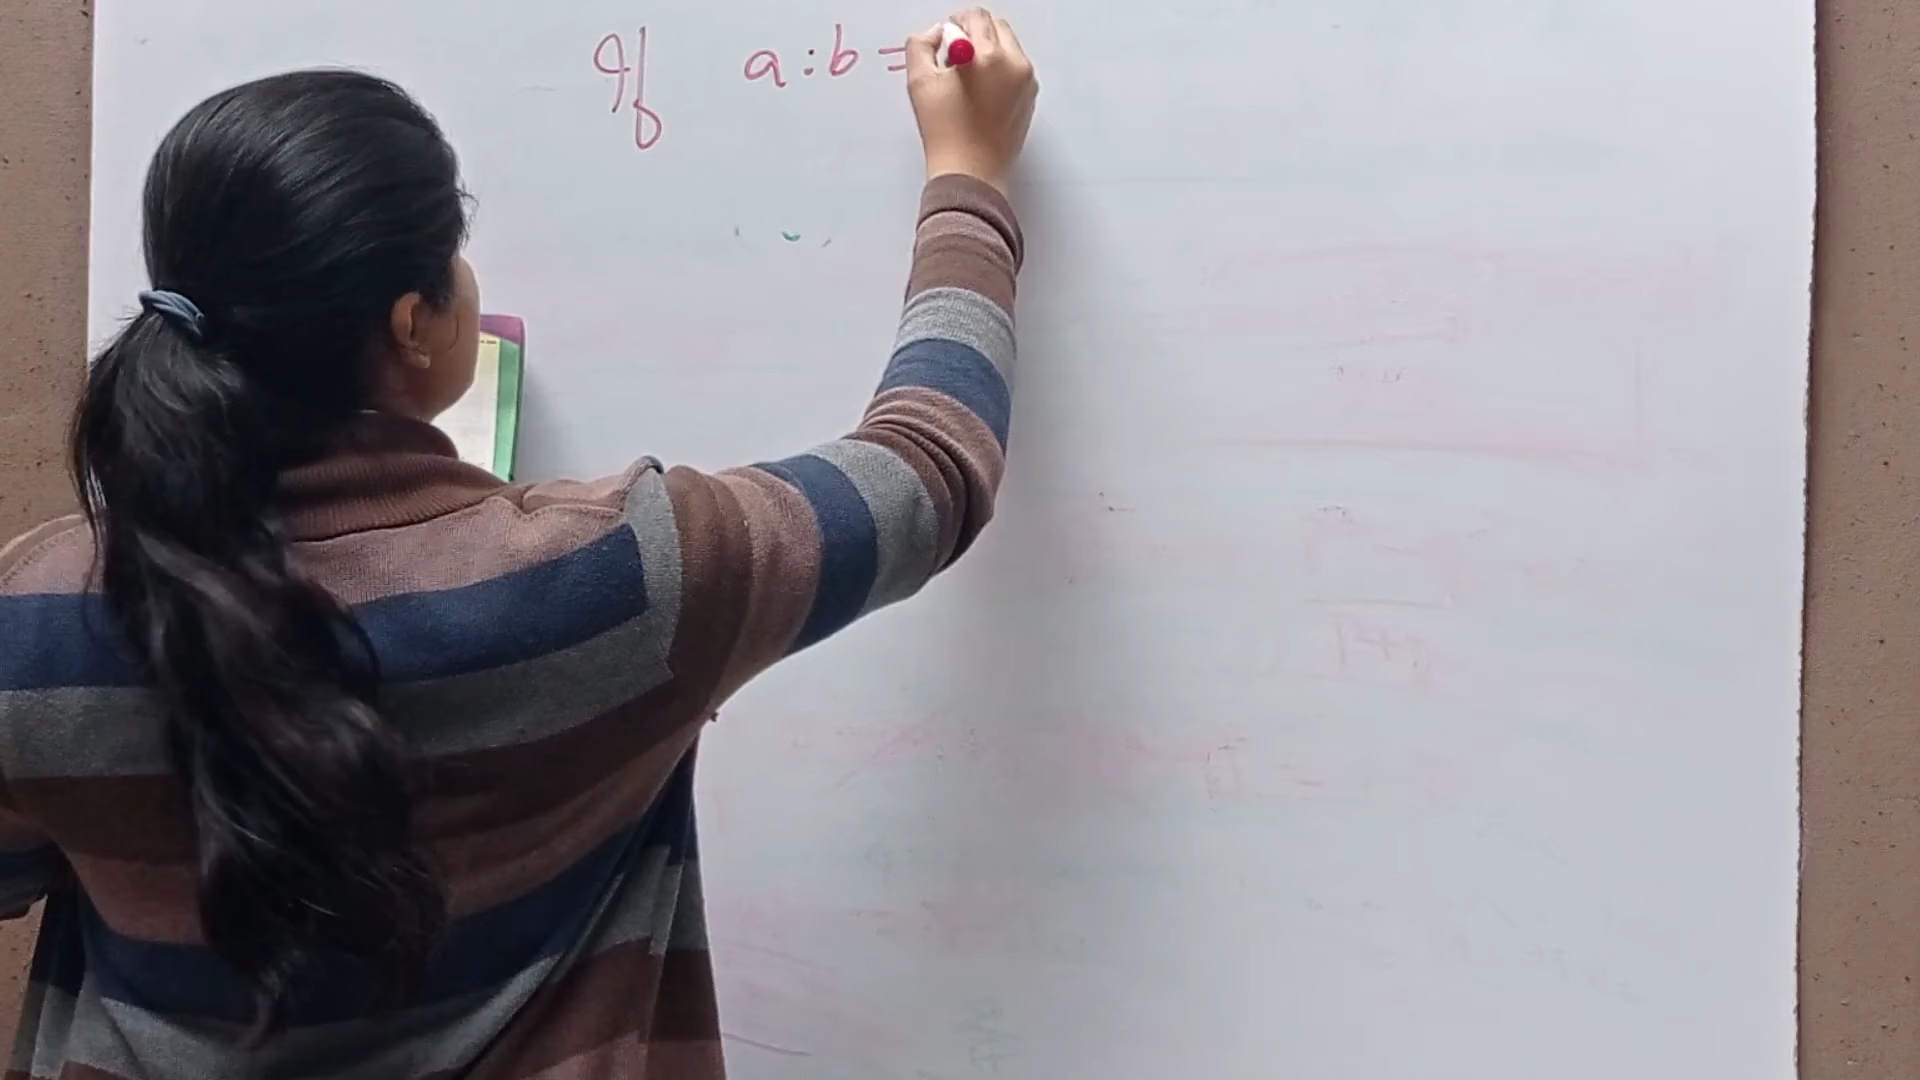 If a:b =